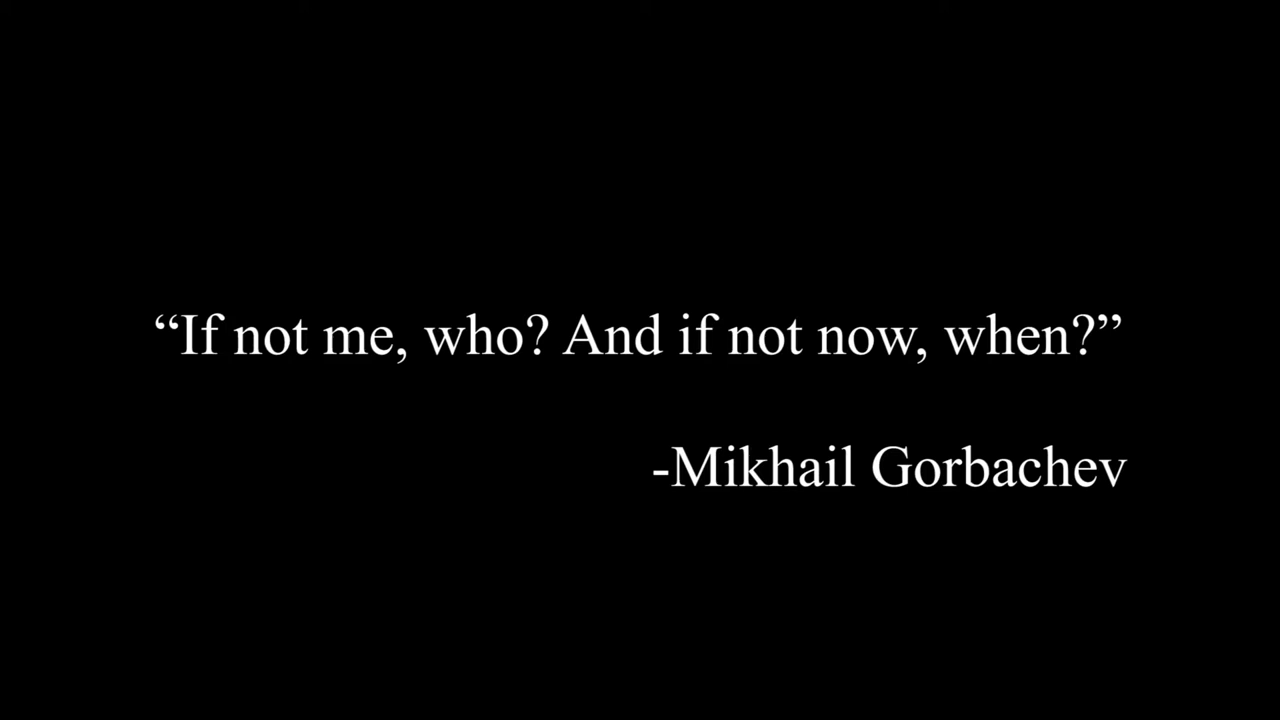 “If not me, who? And if not now, when?”
-Mikhail Gorbachev